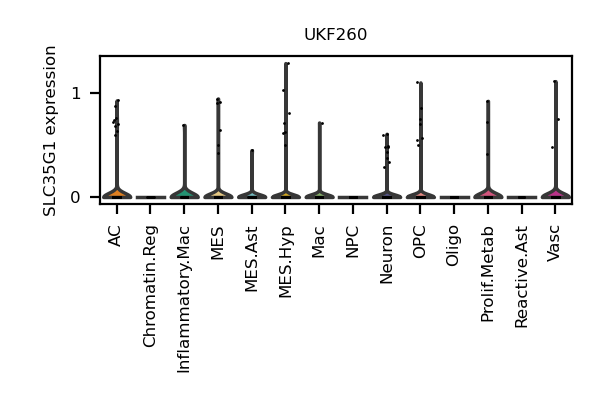 UKF260
SLC35G1 expression
1
0
AC
Chromatin.Reg
Inflammatory.Mac
MES
MES.Ast
MES.Hyp
Mac
NPC
Neuron
OPC
Oligo
Prolif.Metab
Reactive.Ast
Vasc